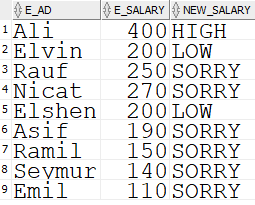 E_AD E_SALARY NEW_SALARY
1 Ali 400 HIGH
2 Elvin 200 LOW
3 Rauf 250 SORRY
4 Nicat 270 SORRY
5 Elshen 200 LOW
6 Asif 190 SORRY
7 Ramil 150 SORRY
8 Seymur 140 SORRY
9 Emil 110 SORRY